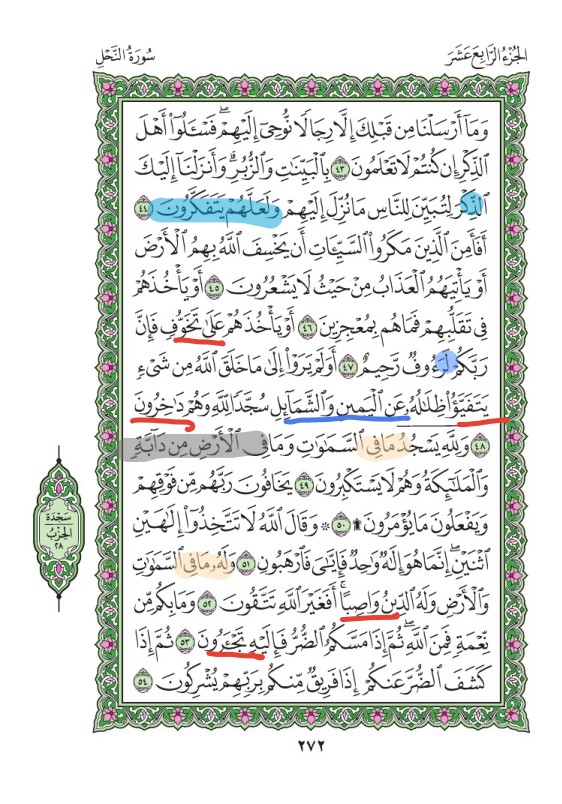 الجُزْءُ الرَّابِعَ عَشَرَ
سُورَةُ النَّحْلِ
وَمَآ أَرْسَلْنَا مِن قَبْلِكَ إِلَّا رِجَالًا نُّوحِىٓ إِلَيْهِمْ ۖ فَسْـَٔلُوٓا۟ أَهْلَ
ٱلذِّكْرِ إِن كُنتُمْ لَا تَعْلَمُونَ ٤٣ بِٱلْبَيِّنَٰتِ وَٱلزُّبُرِ ۗ وَأَنزَلْنَآ إِلَيْكَ
ٱلذِّكْرَ لِتُبَيِّنَ لِلنَّاسِ مَا نُزِّلَ إِلَيْهِمْ وَلَعَلَّهُمْ يَتَفَكَّرُونَ ٤٤
أَفَأَمِنَ ٱلَّذِينَ مَكَرُوا۟ ٱلسَّيِّـَٔاتِ أَن يَخْسِفَ ٱللَّهُ بِهِمُ ٱلْأَرْضَ
أَوْ يَأْتِيَهُمُ ٱلْعَذَابُ مِنْ حَيْثُ لَا يَشْعُرُونَ ٤٥ أَوْ يَأْخُذَهُمْ
فِى تَقَلُّبِهِمْ فَمَا هُم بِمُعْجِزِينَ ٤٦ أَوْ يَأْخُذَهُمْ عَلَىٰ تَخَوُّفٍ فَإِنَّ
رَبَّكُمْ لَرَءُوفٌ رَّحِيمٌ ٤٧ أَوَلَمْ يَرَوْا۟ إِلَىٰ مَا خَلَقَ ٱللَّهُ مِن شَىْءٍ
يَتَفَيَّؤُا۟ ظِلَٰلُهُۥ عَنِ ٱلْيَمِينِ وَٱلشَّمَآئِلِ سُجَّدًا لِّلَّهِ وَهُمْ دَٰخِرُونَ
٤٨ وَلِلَّهِ يَسْجُدُ مَا فِى ٱلسَّمَٰوَٰتِ وَمَا فِى ٱلْأَرْضِ مِن دَآبَّةٍ
وَٱلْمَلَٰٓئِكَةُ وَهُمْ لَا يَسْتَكْبِرُونَ ٤٩ يَخَافُونَ رَبَّهُم مِّن فَوْقِهِمْ
وَيَفْعَلُونَ مَا يُؤْمَرُونَ ۩ ٥٠ ۞ وَقَالَ ٱللَّهُ لَا تَتَّخِذُوٓا۟ إِلَٰهَيْنِ
ٱثْنَيْنِ ۖ إِنَّمَا هُوَ إِلَٰهٌ وَٰحِدٌ ۖ فَإِيَّٰىَ فَٱرْهَبُونِ ٥١ وَلَهُۥ مَا فِى ٱلسَّمَٰوَٰتِ
وَٱلْأَرْضِ وَلَهُ ٱلدِّينُ وَاصِبًا ۚ أَفَغَيْرَ ٱللَّهِ تَتَّقُونَ ٥٢ وَمَا بِكُم مِّن
نِّعْمَةٍ فَمِنَ ٱللَّهِ ۖ ثُمَّ إِذَا مَسَّكُمُ ٱلضُّرُّ فَإِلَيْهِ تَجْـَٔرُونَ ٥٣ ثُمَّ إِذَا
كَشَفَ ٱلضُّرَّ عَنكُمْ إِذَا فَرِيقٌ مِّنكُم بِرَبِّهِمْ يُشْرِكُونَ ٥٤
سَجْدَة
الحِزْبُ
٢٨
٢٧٢